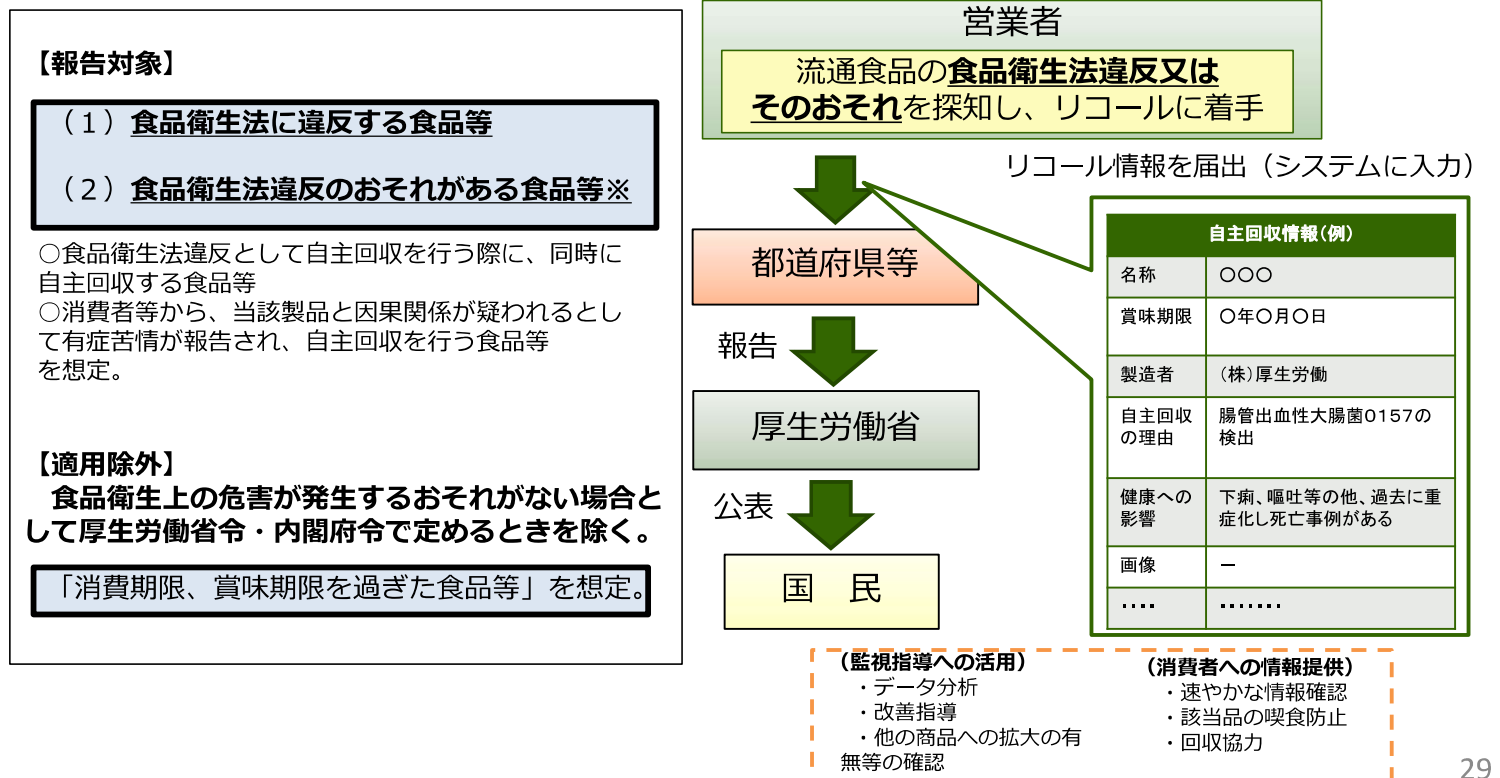 【報告対象】
（１）食品衛生法に違反する食品等
（２）食品衛生法違反のおそれがある食品等※
○食品衛生法違反として自主回収を行う際に、同時に
自主回収する食品等
○消費者等から、当該製品と因果関係が疑われるとし
て有症苦情が報告され、自主回収を行う食品等
を想定。
【適用除外】
食品衛生上の危害が発生するおそれがない場合と
して厚生労働省令・内閣府令で定めるときを除く。
「消費期限、賞味期限を過ぎた食品等」を想定。
営業者
流通食品の食品衛生法違反又は
そのおそれを探知し、リコールに着手
リコール情報を届出（システムに入力）
都道府県等
報告
厚生労働省
公表
国　民
自主回収情報（例）
名称 〇〇〇
賞味期限 〇年〇月〇日
製造者 （株）厚生労働
自主回収 腸管出血性大腸菌O157の
の理由 検出
健康への 下痢、嘔吐等の他、過去に重
影響 症化し死亡事例がある
画像 －
・・・・ ・・・・・・・
（監視指導への活用）
・データ分析
・改善指導
・他の商品への拡大の有
無等の確認
（消費者への情報提供）
・速やかな情報確認
・該当品の喫食防止
・回収協力
29